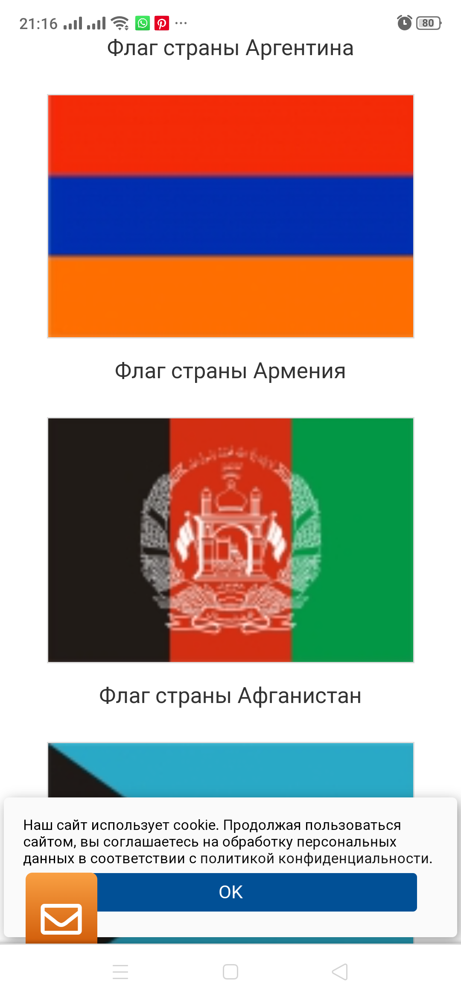 21:16
80
Флаг страны Аргентина
Флаг страны Армения
Флаг страны Афганистан
Наш сайт использует cookie. Продолжая пользоваться
сайтом, вы соглашаетесь на обработку персональных
данных в соответствии с политикой конфиденциальности.
OK